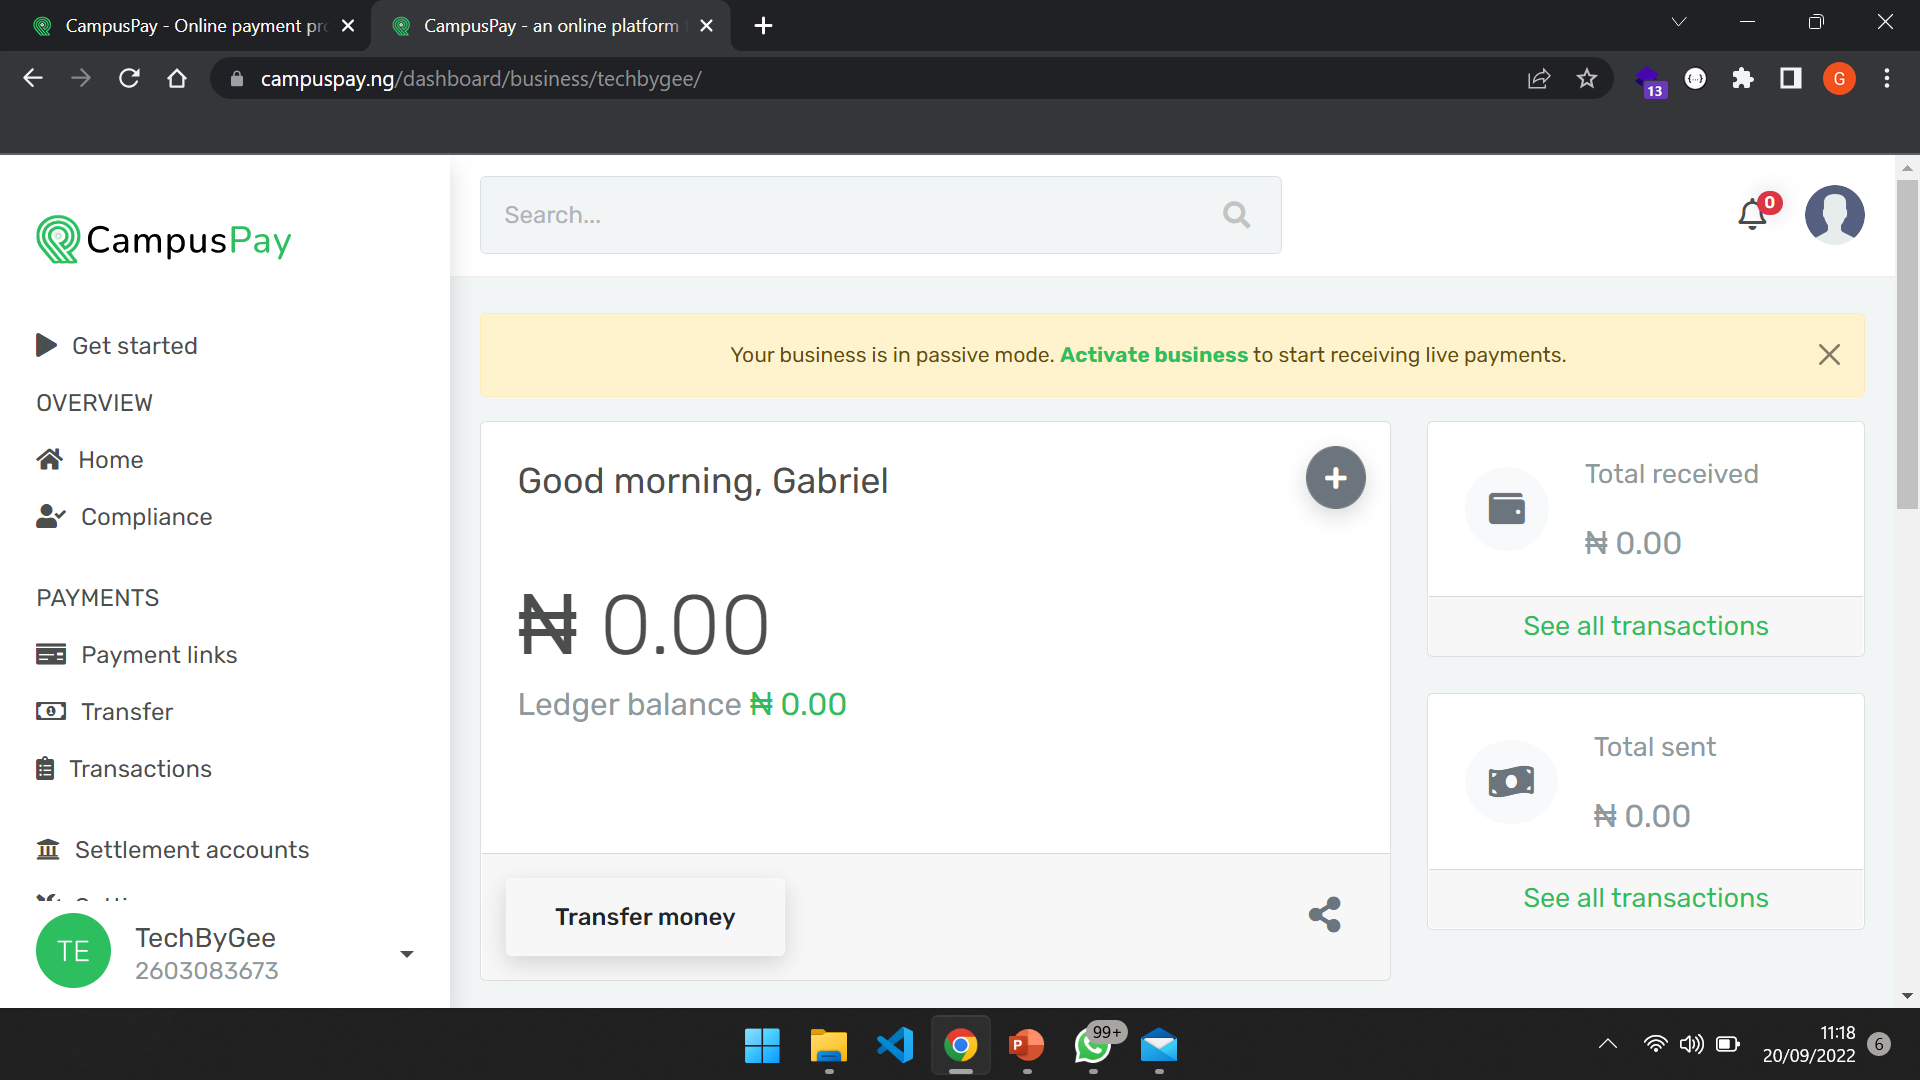 CampusPay - Online payment pro
CampusPay - an online platform
campuspay.ng/dashboard/business/techbygee/
13
G
CampusPay
Search...
0
Get started
OVERVIEW
Home
Compliance
PAYMENTS
Payment links
Transfer
Transactions
Settlement accounts
TE
TechByGee
2603083673
Your business is in passive mode. Activate business to start receiving live payments.
Good morning, Gabriel
₦ 0.00
Ledger balance ₦ 0.00
Transfer money
Total received
₦ 0.00
See all transactions
Total sent
₦ 0.00
See all transactions
P
99+
11:18
20/09/2022
6